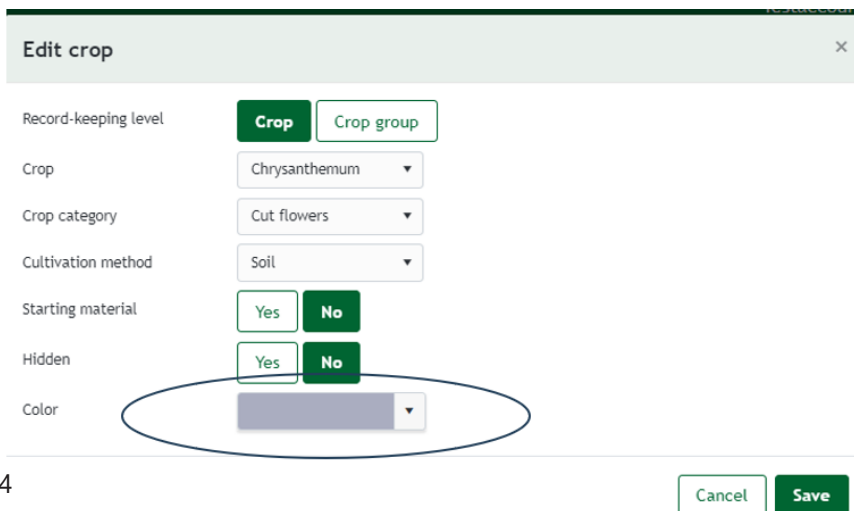 Edit crop ×
Record-keeping level Crop Crop group
Crop Chrysanthemum
Crop category Cut flowers
Cultivation method Soil
Starting material Yes No
Hidden Yes No
Color
4
Cancel Save